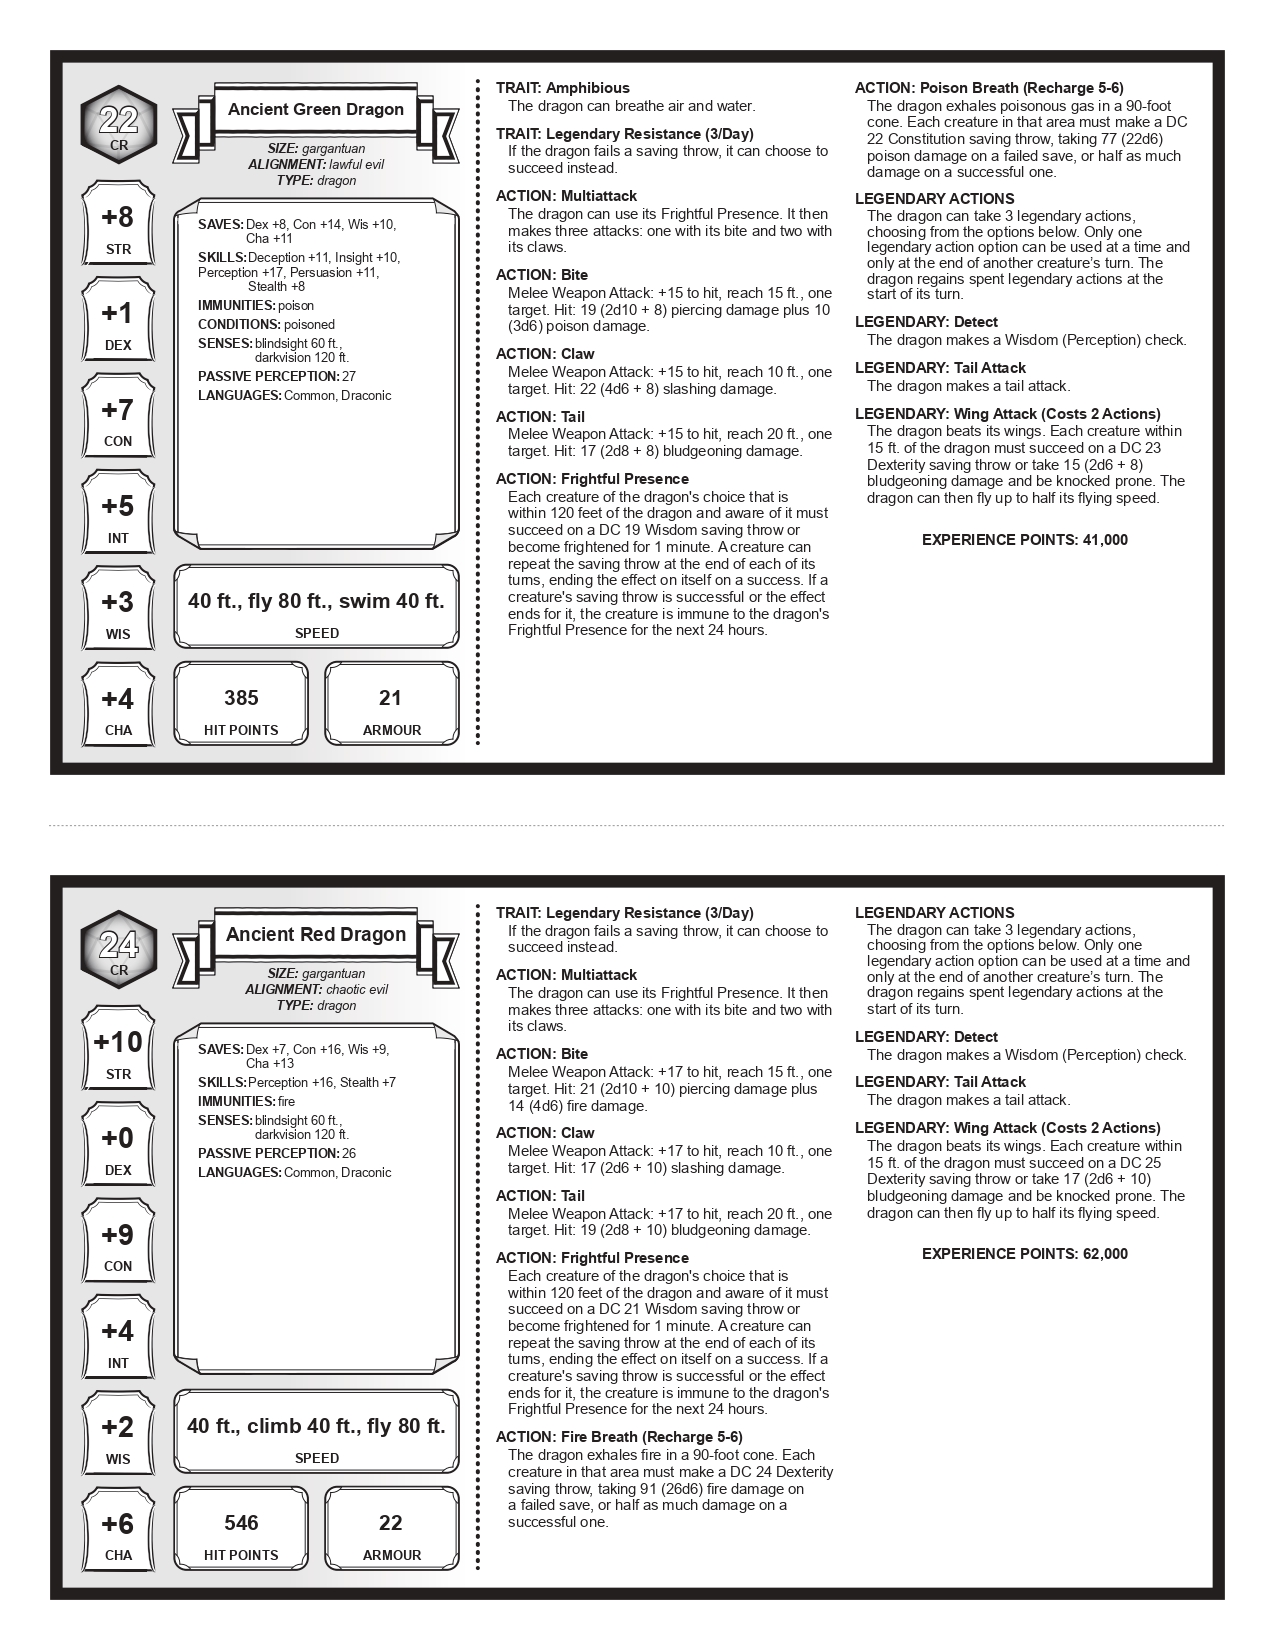 22
CR
Ancient Green Dragon
SIZE: gargantuan
ALIGNMENT: lawful evil
TYPE: dragon
+8
STR
+1
DEX
+7
CON
+5
INT
+3
WIS
+4
CHA
SAVES: Dex +8, Con +14, Wis +10,
Cha +11
SKILLS: Deception +11, Insight +10,
Perception +17, Persuasion +11,
Stealth +8
IMMUNITIES: poison
CONDITIONS: poisoned
SENSES: blindsight 60 ft.,
darkvision 120 ft.
PASSIVE PERCEPTION: 27
LANGUAGES: Common, Draconic
40 ft., fly 80 ft., swim 40 ft.
SPEED
385
HIT POINTS
21
ARMOUR
TRAIT: Amphibious
The dragon can breathe air and water.
TRAIT: Legendary Resistance (3/Day)
If the dragon fails a saving throw, it can choose to
succeed instead.
ACTION: Multiattack
The dragon can use its Frightful Presence. It then
makes three attacks: one with its bite and two with
its claws.
ACTION: Bite
Melee Weapon Attack: +15 to hit, reach 15 ft., one
target. Hit: 19 (2d10 + 8) piercing damage plus 10
(3d6) poison damage.
ACTION: Claw
Melee Weapon Attack: +15 to hit, reach 10 ft., one
target. Hit: 22 (4d6 + 8) slashing damage.
ACTION: Tail
Melee Weapon Attack: +15 to hit, reach 20 ft., one
target. Hit: 17 (2d8 + 8) bludgeoning damage.
ACTION: Frightful Presence
Each creature of the dragon's choice that is
within 120 feet of the dragon and aware of it must
succeed on a DC 19 Wisdom saving throw or
become frightened for 1 minute. A creature can
repeat the saving throw at the end of each of its
turns, ending the effect on itself on a success. If a
creature's saving throw is successful or the effect
ends for it, the creature is immune to the dragon's
Frightful Presence for the next 24 hours.
ACTION: Poison Breath (Recharge 5-6)
The dragon exhales poisonous gas in a 90-foot
cone. Each creature in that area must make a DC
22 Constitution saving throw, taking 77 (22d6)
poison damage on a failed save, or half as much
damage on a successful one.
LEGENDARY ACTIONS
The dragon can take 3 legendary actions,
choosing from the options below. Only one
legendary action option can be used at a time and
only at the end of another creature’s turn. The
dragon regains spent legendary actions at the
start of its turn.
LEGENDARY: Detect
The dragon makes a Wisdom (Perception) check.
LEGENDARY: Tail Attack
The dragon makes a tail attack.
LEGENDARY: Wing Attack (Costs 2 Actions)
The dragon beats its wings. Each creature within
15 ft. of the dragon must succeed on a DC 23
Dexterity saving throw or take 15 (2d6 + 8)
bludgeoning damage and be knocked prone. The
dragon can then fly up to half its flying speed.
EXPERIENCE POINTS: 41,000
24
CR
Ancient Red Dragon
SIZE: gargantuan
ALIGNMENT: chaotic evil
TYPE: dragon
+10
STR
+0
DEX
+9
CON
+4
INT
+2
WIS
+6
CHA
SAVES: Dex +7, Con +16, Wis +9,
Cha +13
SKILLS: Perception +16, Stealth +7
IMMUNITIES: fire
SENSES: blindsight 60 ft.,
darkvision 120 ft.
PASSIVE PERCEPTION: 26
LANGUAGES: Common, Draconic
40 ft., climb 40 ft., fly 80 ft.
SPEED
546
HIT POINTS
22
ARMOUR
TRAIT: Legendary Resistance (3/Day)
If the dragon fails a saving throw, it can choose to
succeed instead.
ACTION: Multiattack
The dragon can use its Frightful Presence. It then
makes three attacks: one with its bite and two with
its claws.
ACTION: Bite
Melee Weapon Attack: +17 to hit, reach 15 ft., one
target. Hit: 21 (2d10 + 10) piercing damage plus
14 (4d6) fire damage.
ACTION: Claw
Melee Weapon Attack: +17 to hit, reach 10 ft., one
target. Hit: 17 (2d6 + 10) slashing damage.
ACTION: Tail
Melee Weapon Attack: +17 to hit, reach 20 ft., one
target. Hit: 19 (2d8 + 10) bludgeoning damage.
ACTION: Frightful Presence
Each creature of the dragon's choice that is
within 120 feet of the dragon and aware of it must
succeed on a DC 21 Wisdom saving throw or
become frightened for 1 minute. A creature can
repeat the saving throw at the end of each of its
turns, ending the effect on itself on a success. If a
creature's saving throw is successful or the effect
ends for it, the creature is immune to the dragon's
Frightful Presence for the next 24 hours.
ACTION: Fire Breath (Recharge 5-6)
The dragon exhales fire in a 90-foot cone. Each
creature in that area must make a DC 24 Dexterity
saving throw, taking 91 (26d6) fire damage on
a failed save, or half as much damage on a
successful one.
LEGENDARY ACTIONS
The dragon can take 3 legendary actions,
choosing from the options below. Only one
legendary action option can be used at a time and
only at the end of another creature’s turn. The
dragon regains spent legendary actions at the
start of its turn.
LEGENDARY: Detect
The dragon makes a Wisdom (Perception) check.
LEGENDARY: Tail Attack
The dragon makes a tail attack.
LEGENDARY: Wing Attack (Costs 2 Actions)
The dragon beats its wings. Each creature within
15 ft. of the dragon must succeed on a DC 25
Dexterity saving throw or take 17 (2d6 + 10)
bludgeoning damage and be knocked prone. The
dragon can then fly up to half its flying speed.
EXPERIENCE POINTS: 62,000